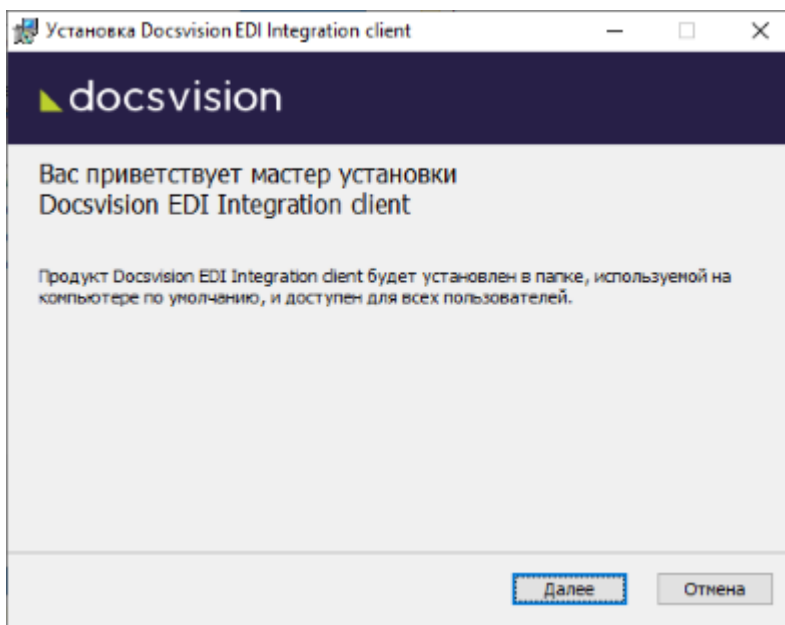 Установка Docsvision EDI Integration client
docsvision
Вас приветствует мастер установки
Docsvision EDI Integration client
Продукт Docsvision EDI Integration client будет установлен в папке, используемой на
компьютере по умолчанию, и доступен для всех пользователей.
Далее
Отмена